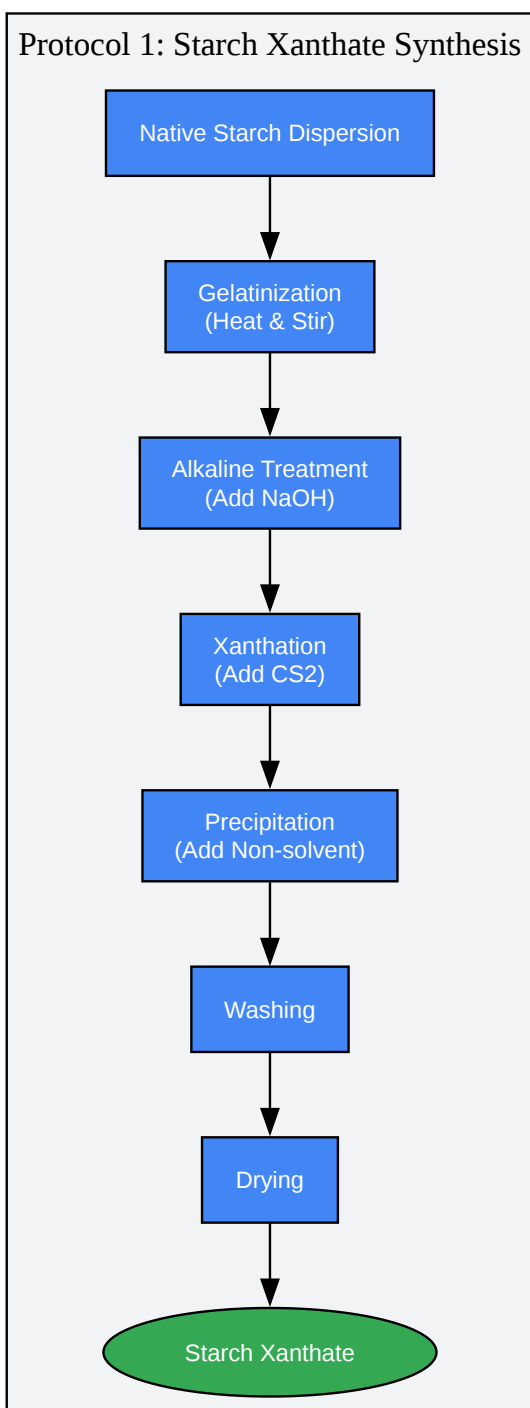 Protocol 1: Starch Xanthate Synthesis
Native Starch Dispersion
Gelatinization
(Heat & Stir)
Alkaline Treatment
(Add NaOH)
Xanthation
(Add CS2)
Precipitation
(Add Non-solvent)
Washing
Drying
Starch Xanthate